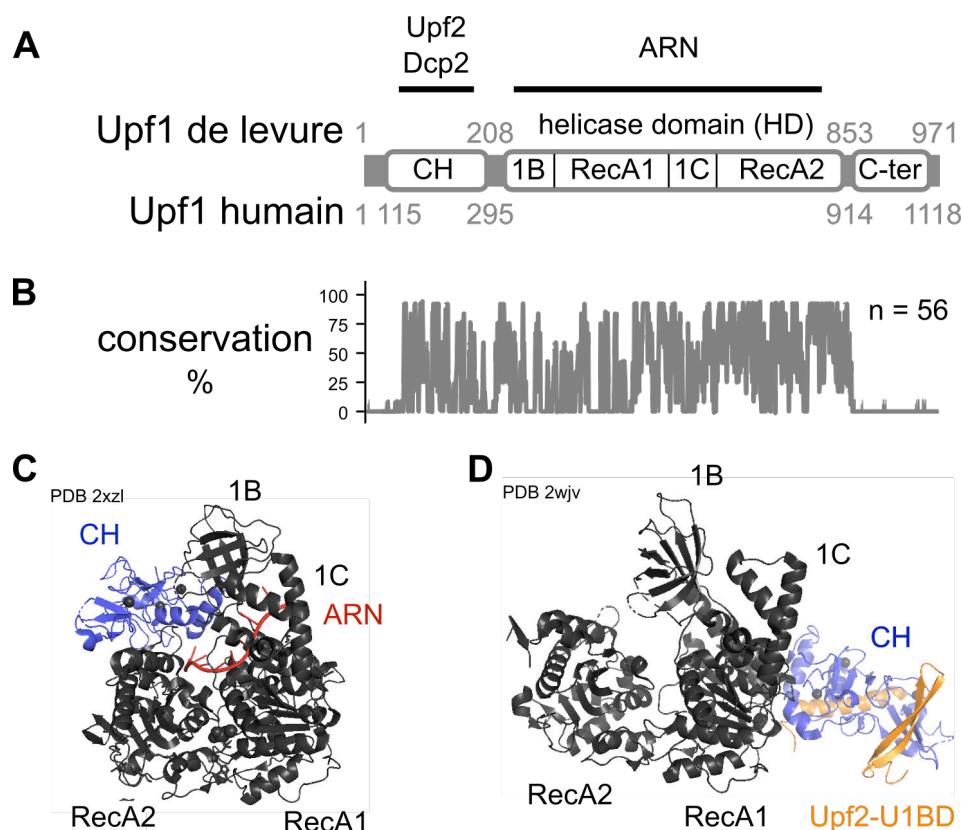 A
Upf2
Dcp2
ARN
Upf1 de levure 1 208 helicase domain (HD) 853 971
CH 1B RecA1 1C RecA2 C-ter
Upf1 humain 1 115 295 914 1118
B
conservation
%
100
75
50
25
0
n = 56
C
PDB 2xzl
1B
CH
1C
ARN
RecA2
RecA1
D
PDB 2wjv
1B
1C
CH
RecA2
RecA1
Upf2-U1BD